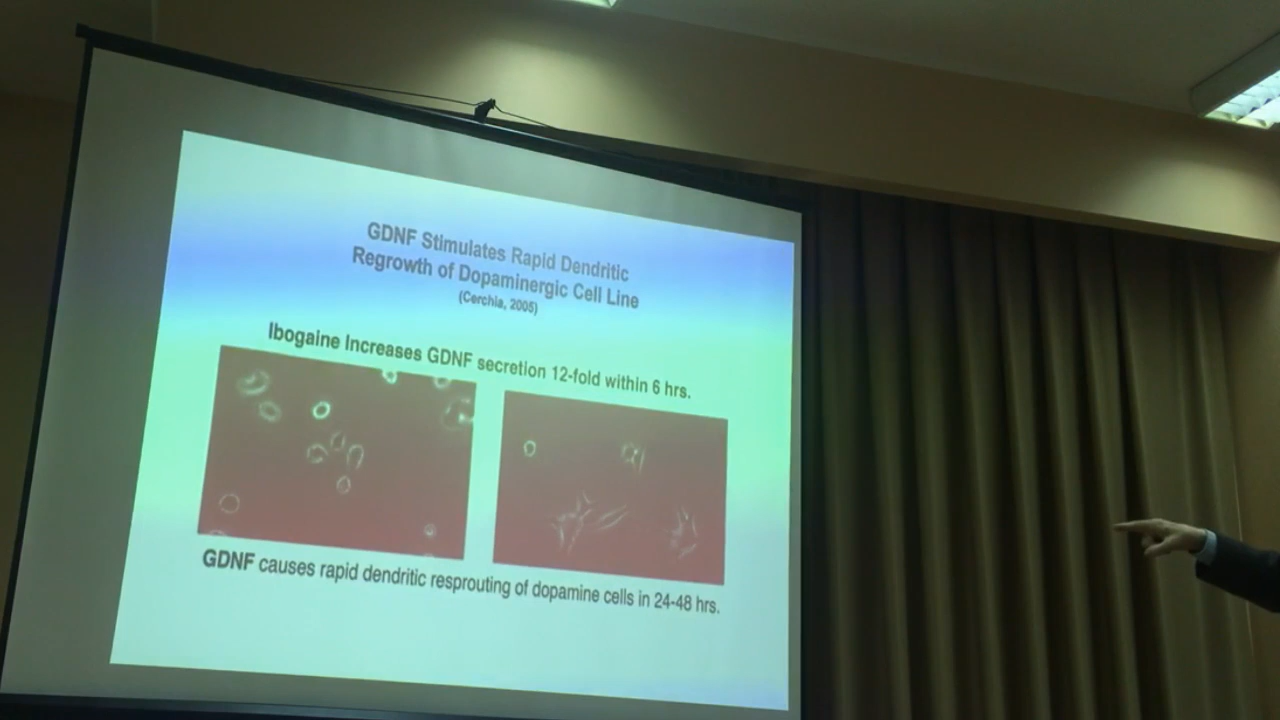 GDNF Stimulates Rapid Dendritic
Regrowth of Dopaminergic Cell Line
(Cerchia, 2005)
Ibogaine Increases GDNF secretion 12-fold within 6 hrs.
GDNF causes rapid dendritic resprouting of dopamine cells in 24-48 hrs.